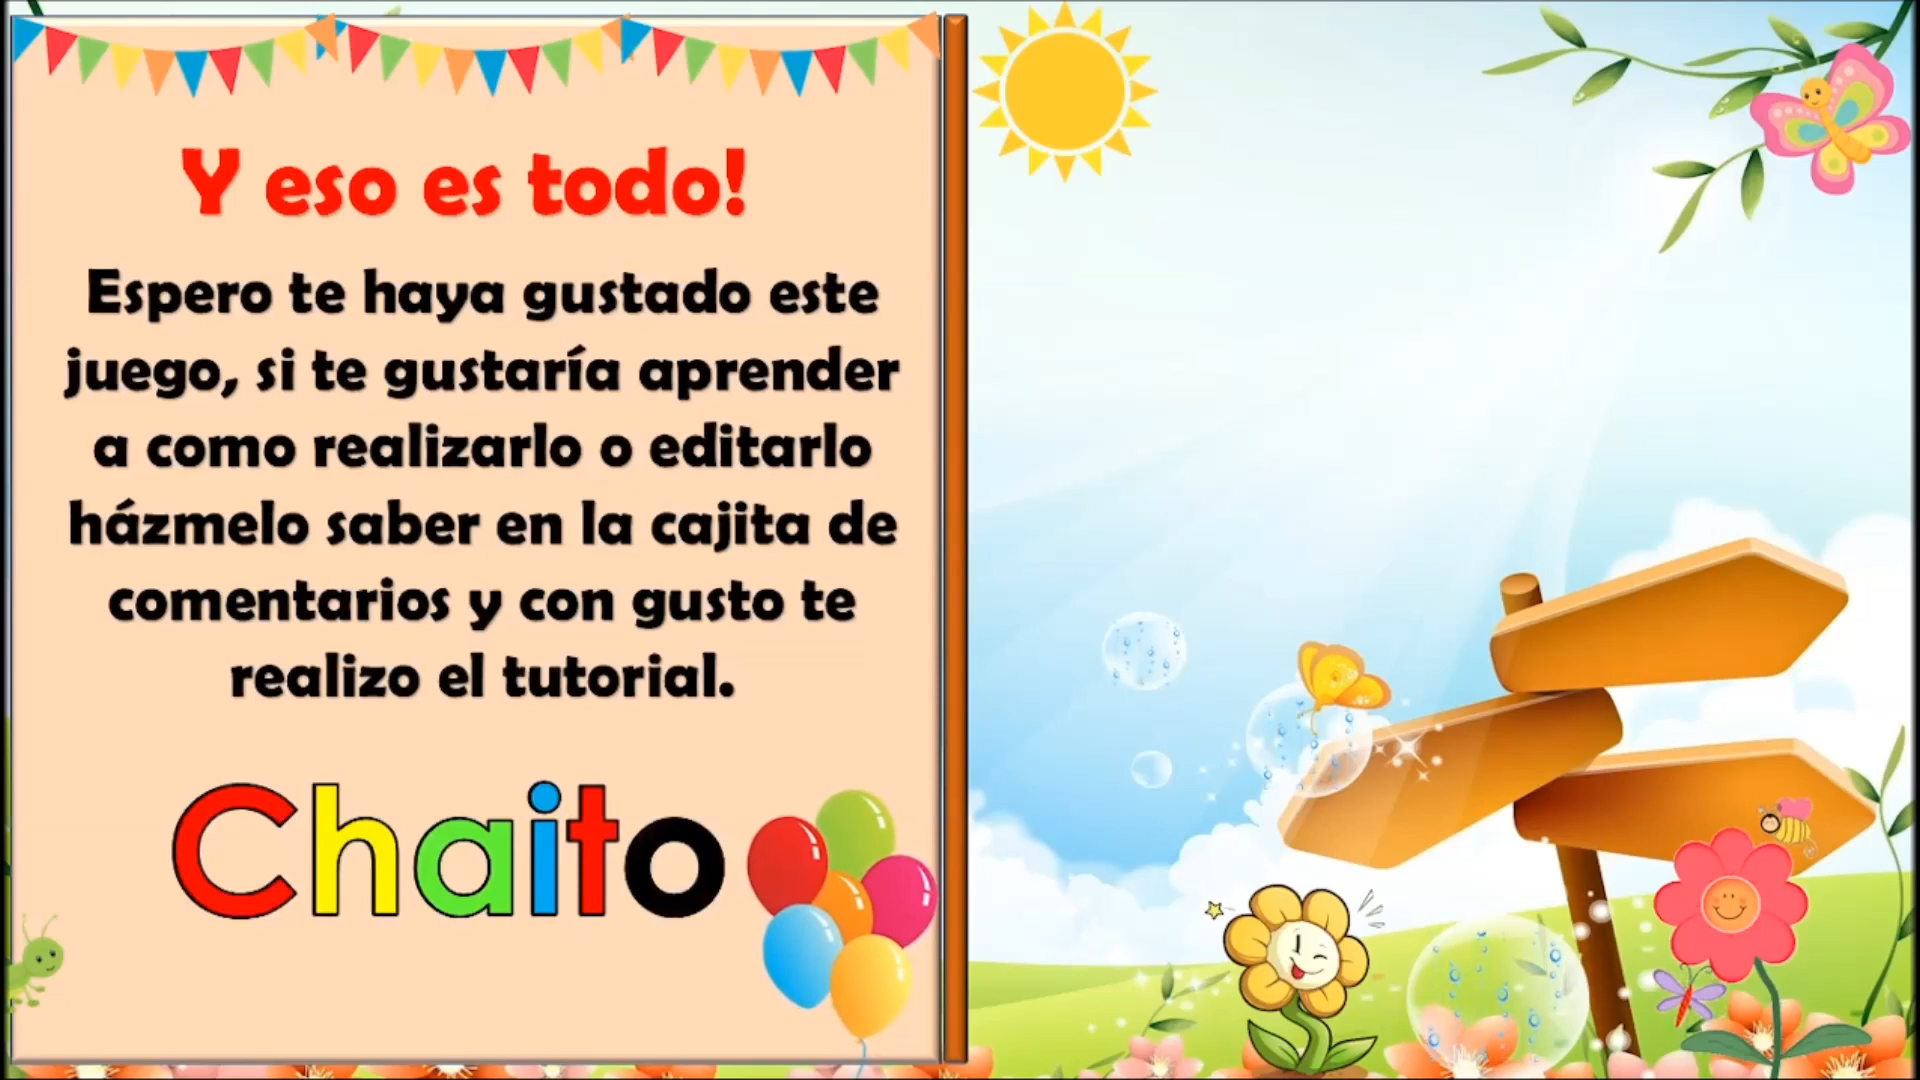 Y eso es todo!
Espero te haya gustado este
juego, si te gustaría aprender
a como realizarlo o editarlo
házmelo saber en la cajita de
comentarios y con gusto te
realizo el tutorial.
Chaito